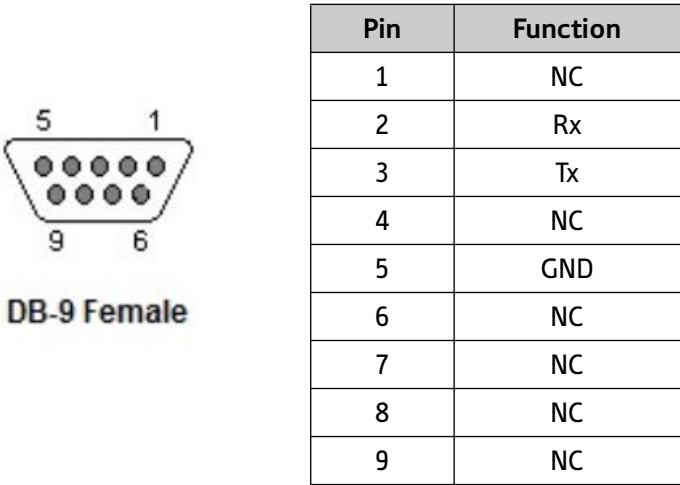 5 1
9 6
DB-9 Female
Pin Function
1 NC
2 Rx
3 Tx
4 NC
5 GND
6 NC
7 NC
8 NC
9 NC